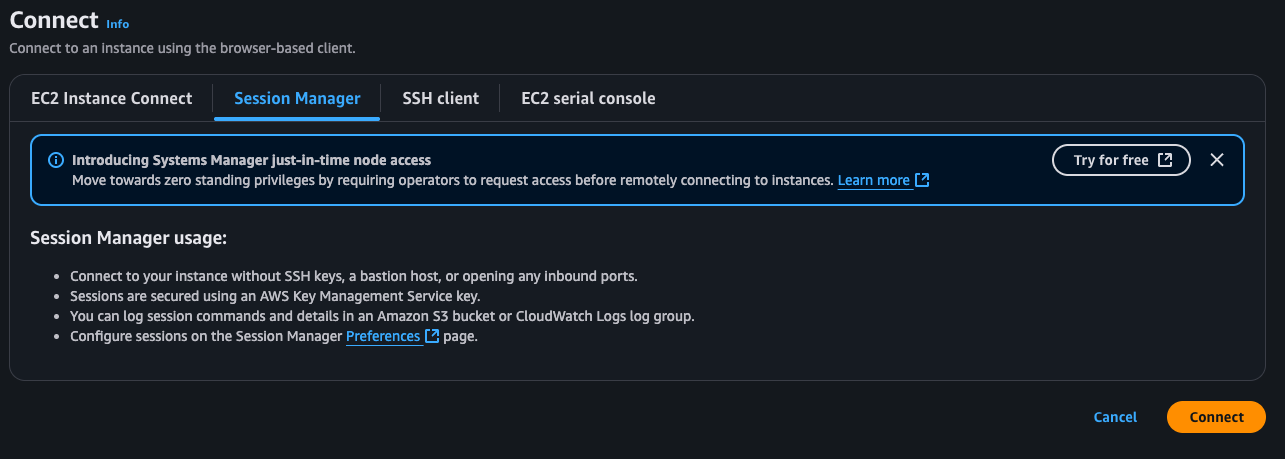 Connect Info
Connect to an instance using the browser-based client.
EC2 Instance Connect Session Manager SSH client EC2 serial console
Introducing Systems Manager just-in-time node access
Move towards zero standing privileges by requiring operators to request access before remotely connecting to instances. Learn more
Try for free
Session Manager usage:
• Connect to your instance without SSH keys, a bastion host, or opening any inbound ports.
• Sessions are secured using an AWS Key Management Service key.
• You can log session commands and details in an Amazon S3 bucket or CloudWatch Logs log group.
• Configure sessions on the Session Manager Preferences page.
Cancel Connect